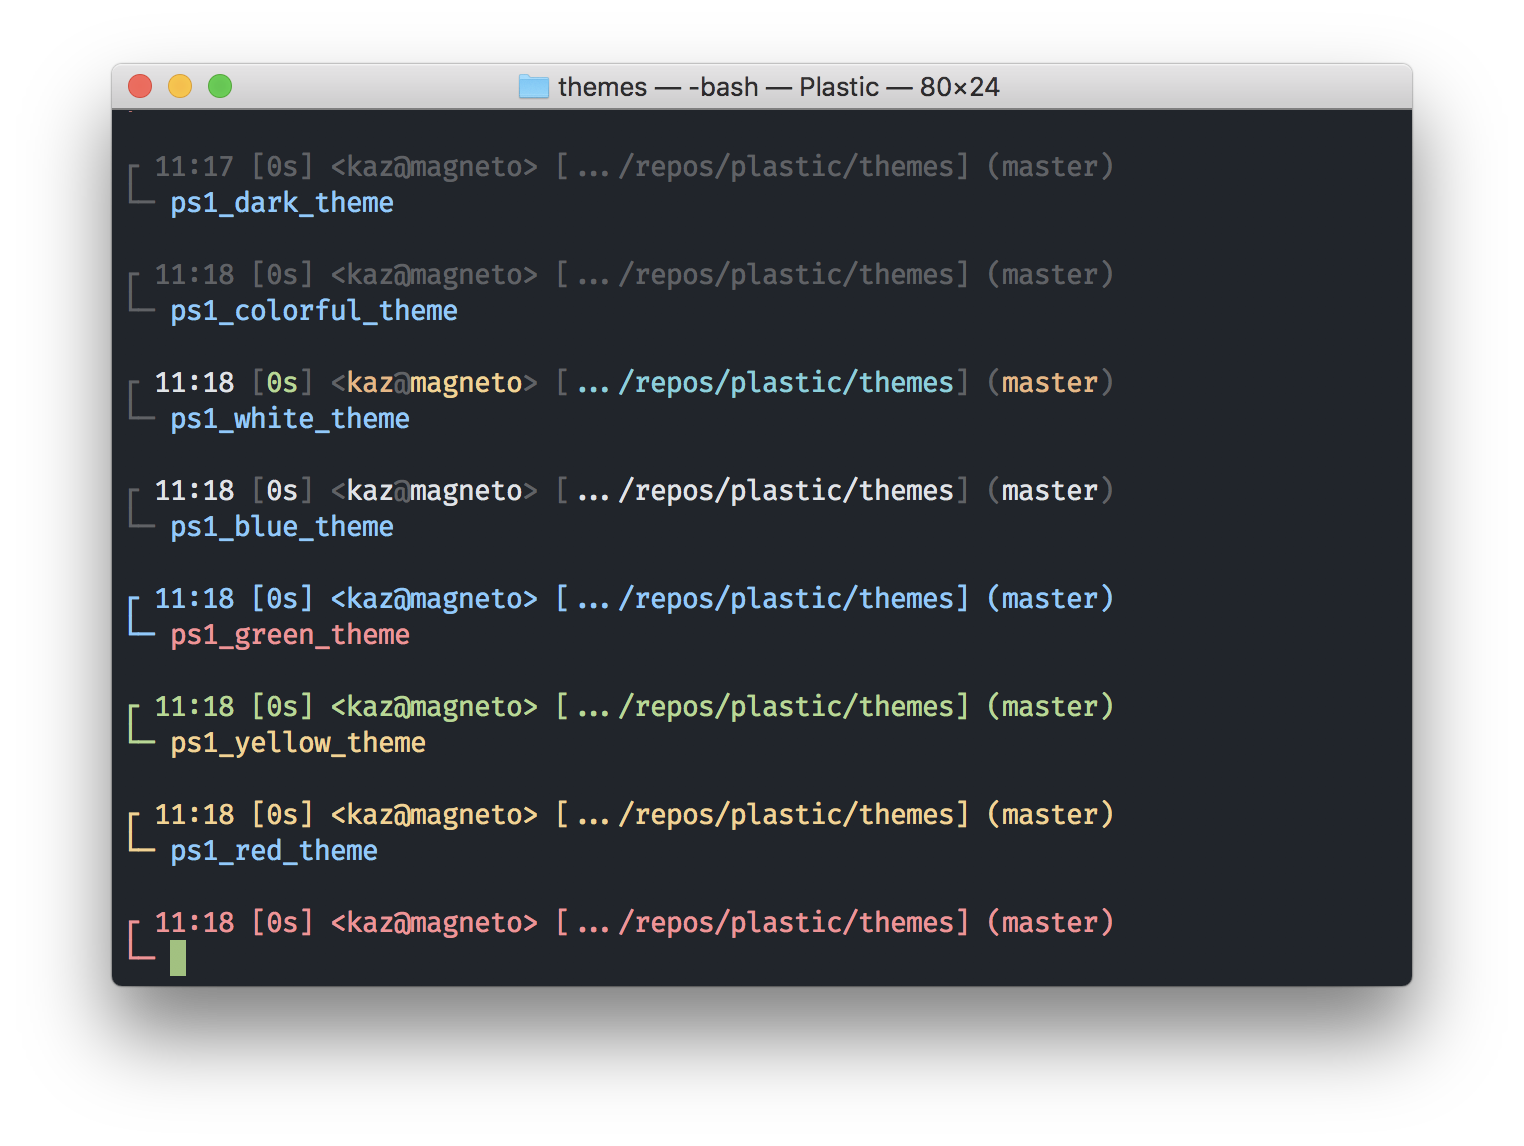 themes — -bash — Plastic — 80×24
┌ 11:17 [0s] <kaz@magneto> [.../repos/plastic/themes] (master)
└─ ps1_dark_theme
┌ 11:18 [0s] <kaz@magneto> [.../repos/plastic/themes] (master)
└─ ps1_colorful_theme
┌ 11:18 [0s] <kaz@magneto> [.../repos/plastic/themes] (master)
└─ ps1_white_theme
┌ 11:18 [0s] <kaz@magneto> [.../repos/plastic/themes] (master)
└─ ps1_blue_theme
┌ 11:18 [0s] <kaz@magneto> [.../repos/plastic/themes] (master)
└─ ps1_green_theme
┌ 11:18 [0s] <kaz@magneto> [.../repos/plastic/themes] (master)
└─ ps1_yellow_theme
┌ 11:18 [0s] <kaz@magneto> [.../repos/plastic/themes] (master)
└─ ps1_red_theme
┌ 11:18 [0s] <kaz@magneto> [.../repos/plastic/themes] (master)
└─